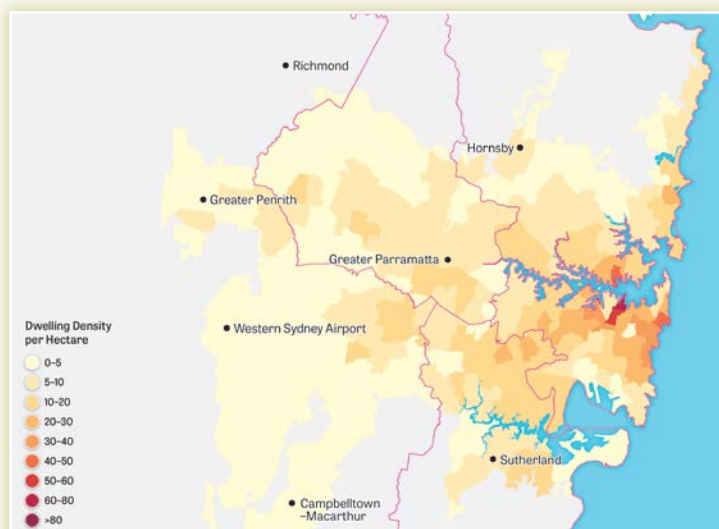 Richmond
Hornsby
Greater Penrith
Greater Parramatta
Western Sydney Airport
Sutherland
Campbelltown
–Macarthur
Dwelling Density
per Hectare
0–5
5–10
10–20
20–30
30–40
40–50
50–60
60–80
>80